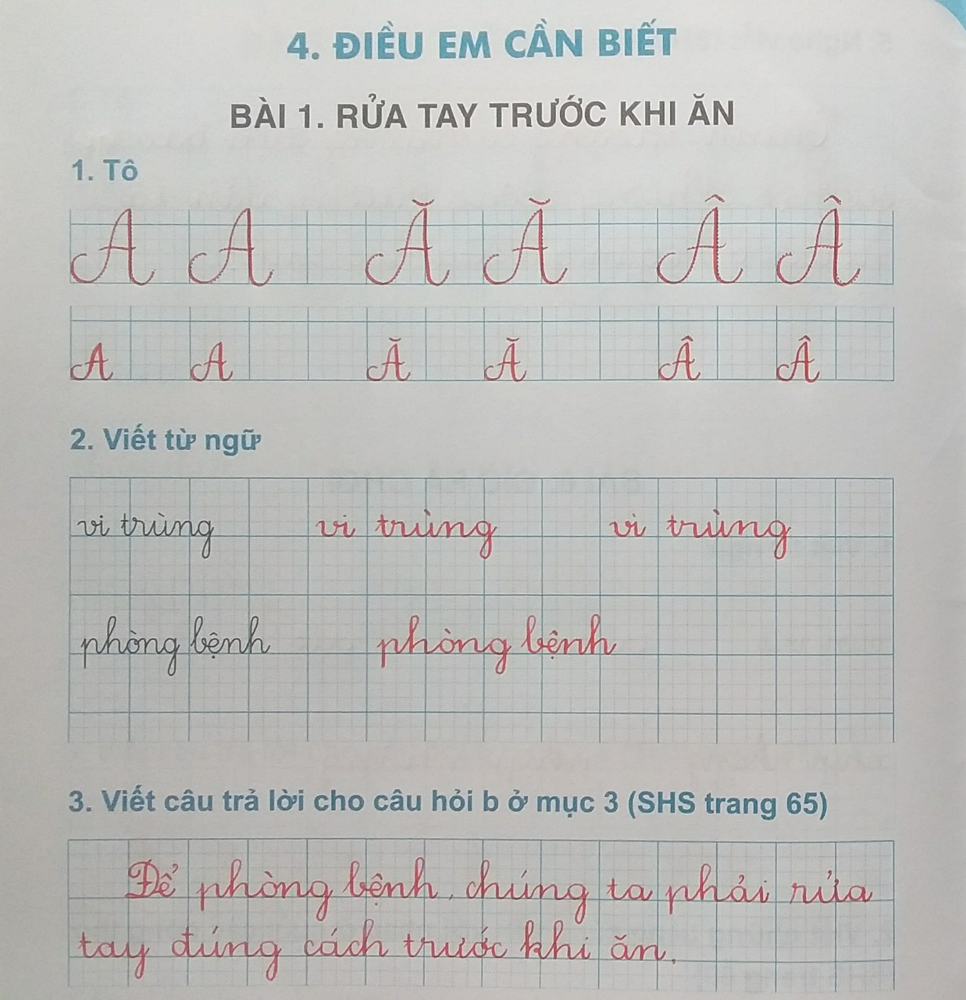 4. ĐIỀU EM CẦN BIẾT
BÀI 1. RỬA TAY TRƯỚC KHI ĂN
1. Tô
A A Ă Ă Â Â
A A Ă Ă Â Â
2. Viết từ ngữ
vi trùng vi trùng vi trùng
phòng bệnh phòng bệnh
3. Viết câu trả lời cho câu hỏi b ở mục 3 (SHS trang 65)
Để phòng bệnh, chúng ta phải rửa
tay đúng cách trước khi ăn.